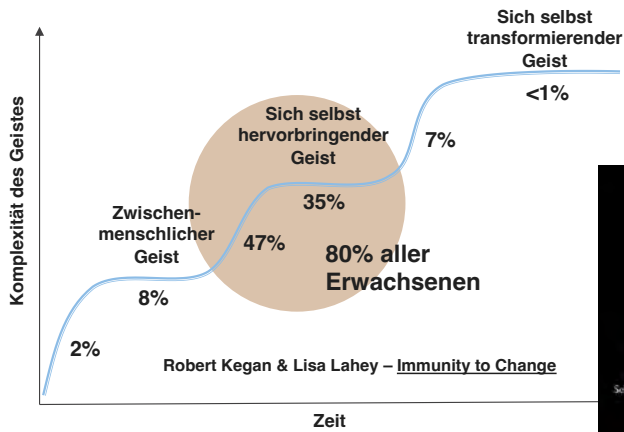 Sich selbst
transformierender
Geist
<1%
Sich selbst
hervorbringender
Geist
7%
35%
Zwischen-
menschlicher
Geist
47%
80% aller
Erwachsenen
8%
2%
Robert Kegan & Lisa Lahey – Immunity to Change
Komplexität des Geistes
Zeit